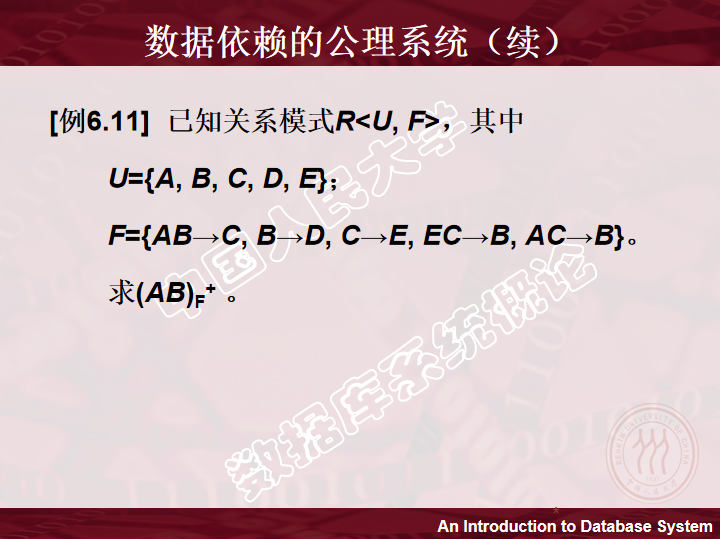 数据依赖的公理系统（续）
[例6.11] 已知关系模式R<U, F>，其中
U={A, B, C, D, E}；
F={AB→C, B→D, C→E, EC→B, AC→B}。
求(AB)F+ 。
中国人民大学
数据库系统概论
An Introduction to Database System